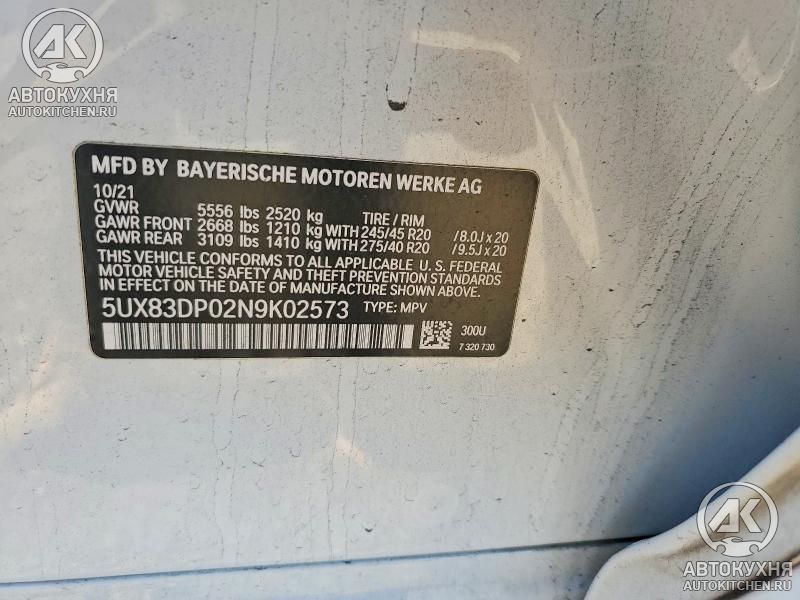 AK
АВТОКУХНЯ
AUTOKITCHEN.RU
MFD BY BAYERISCHE MOTOREN WERKE AG
10/21
GVWR 5556 lbs 2520 kg TIRE / RIM
GAWR FRONT 2668 lbs 1210 kg WITH 245/45 R20 /8.0J x 20
GAWR REAR 3109 lbs 1410 kg WITH 275/40 R20 /9.5J x 20
THIS VEHICLE CONFORMS TO ALL APPLICABLE U. S. FEDERAL
MOTOR VEHICLE SAFETY AND THEFT PREVENTION STANDARDS
IN EFFECT ON THE DATE OF MANUFACTURE SHOWN ABOVE.
5UX83DP02N9K02573 TYPE: MPV
300U
7 320 730
AK
АВТОКУХНЯ
AUTOKITCHEN.RU